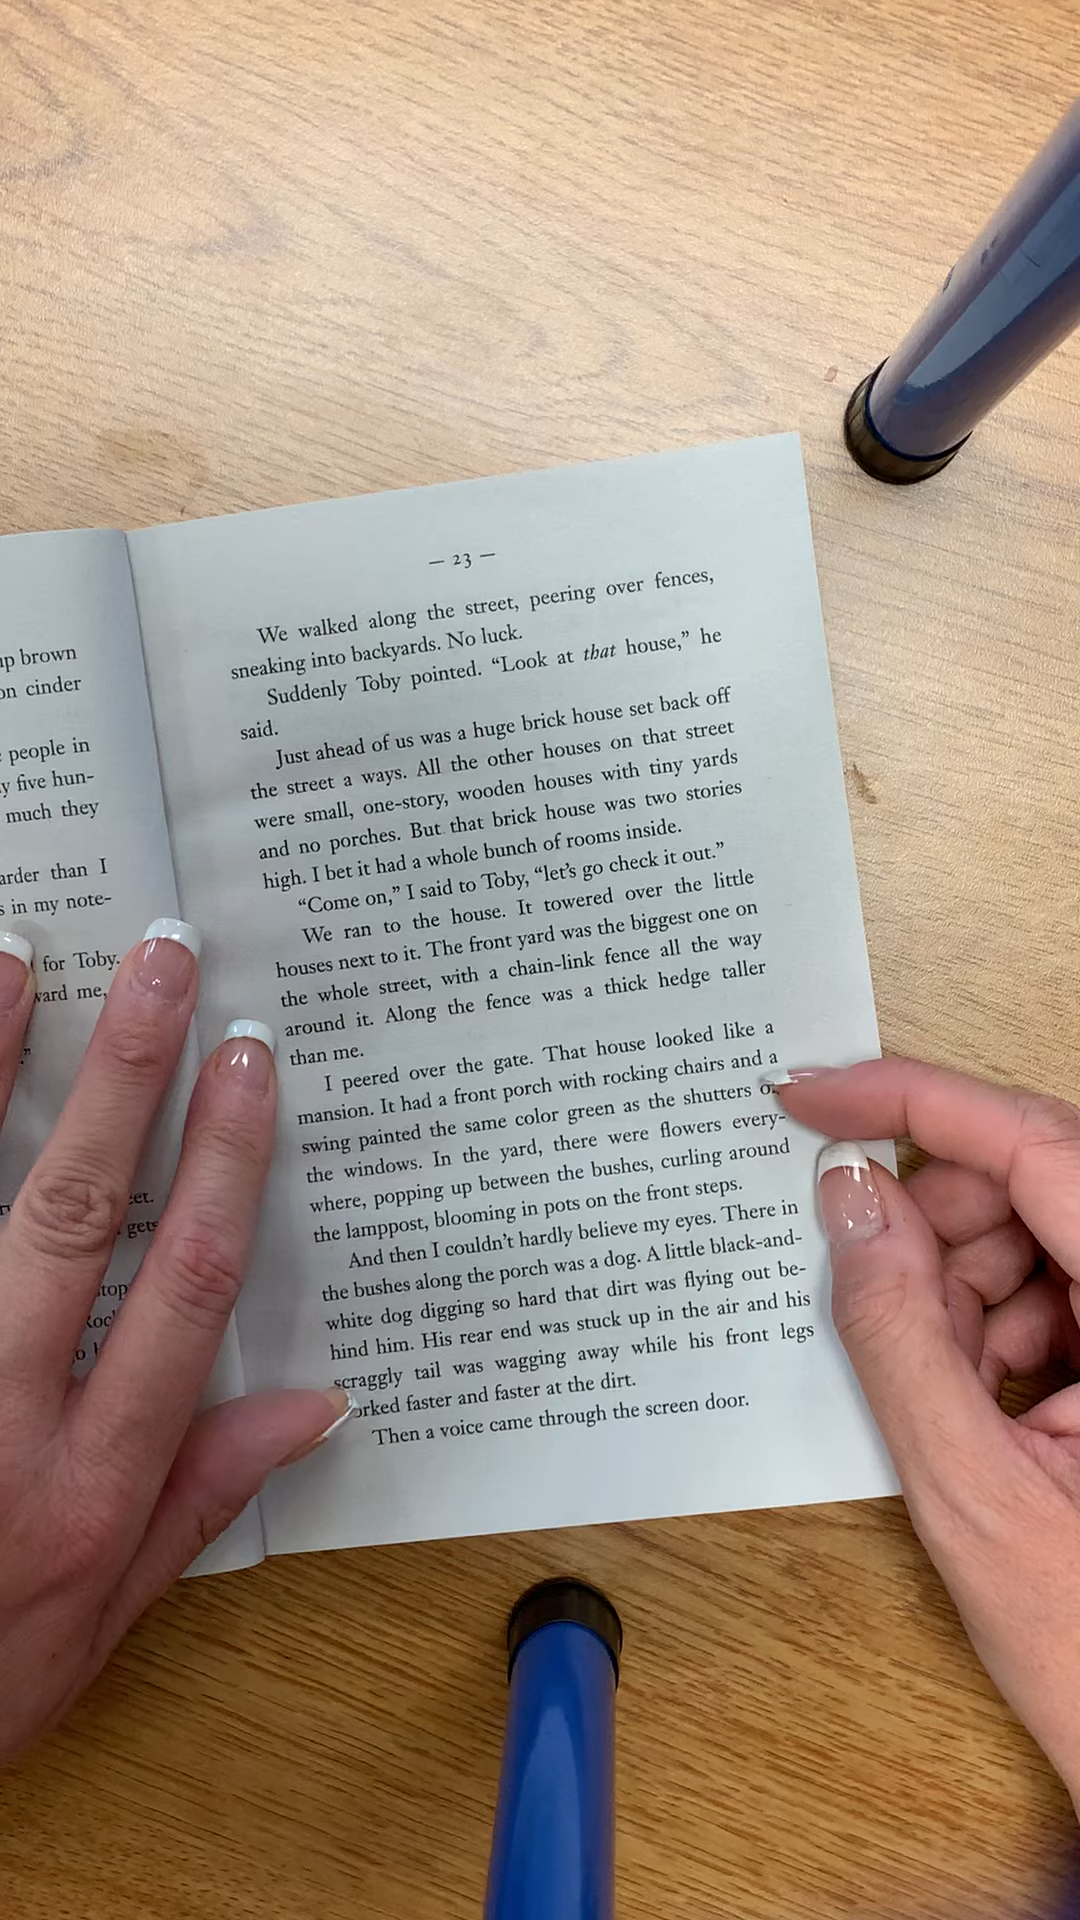 up brown
on cinder
people in
y five hun-
much they
arder than I
s in my note-
for Toby.
ward me,
gets
— 23 —
We walked along the street, peering over fences,
sneaking into backyards. No luck.
Suddenly Toby pointed. “Look at that house,” he
said.
Just ahead of us was a huge brick house set back off
the street a ways. All the other houses on that street
were small, one-story, wooden houses with tiny yards
and no porches. But that brick house was two stories
high. I bet it had a whole bunch of rooms inside.
“Come on,” I said to Toby, “let’s go check it out.”
We ran to the house. It towered over the little
houses next to it. The front yard was the biggest one on
the whole street, with a chain-link fence all the way
around it. Along the fence was a thick hedge taller
than me.
I peered over the gate. That house looked like a
mansion. It had a front porch with rocking chairs and a
swing painted the same color green as the shutters
the windows. In the yard, there were flowers every-
where, popping up between the bushes, curling around
the lamppost, blooming in pots on the front steps.
And then I couldn’t hardly believe my eyes. There in
the bushes along the porch was a dog. A little black-and-
white dog digging so hard that dirt was flying out be-
hind him. His rear end was stuck up in the air and his
scraggly tail was wagging away while his front legs
orked faster and faster at the dirt.
Then a voice came through the screen door.